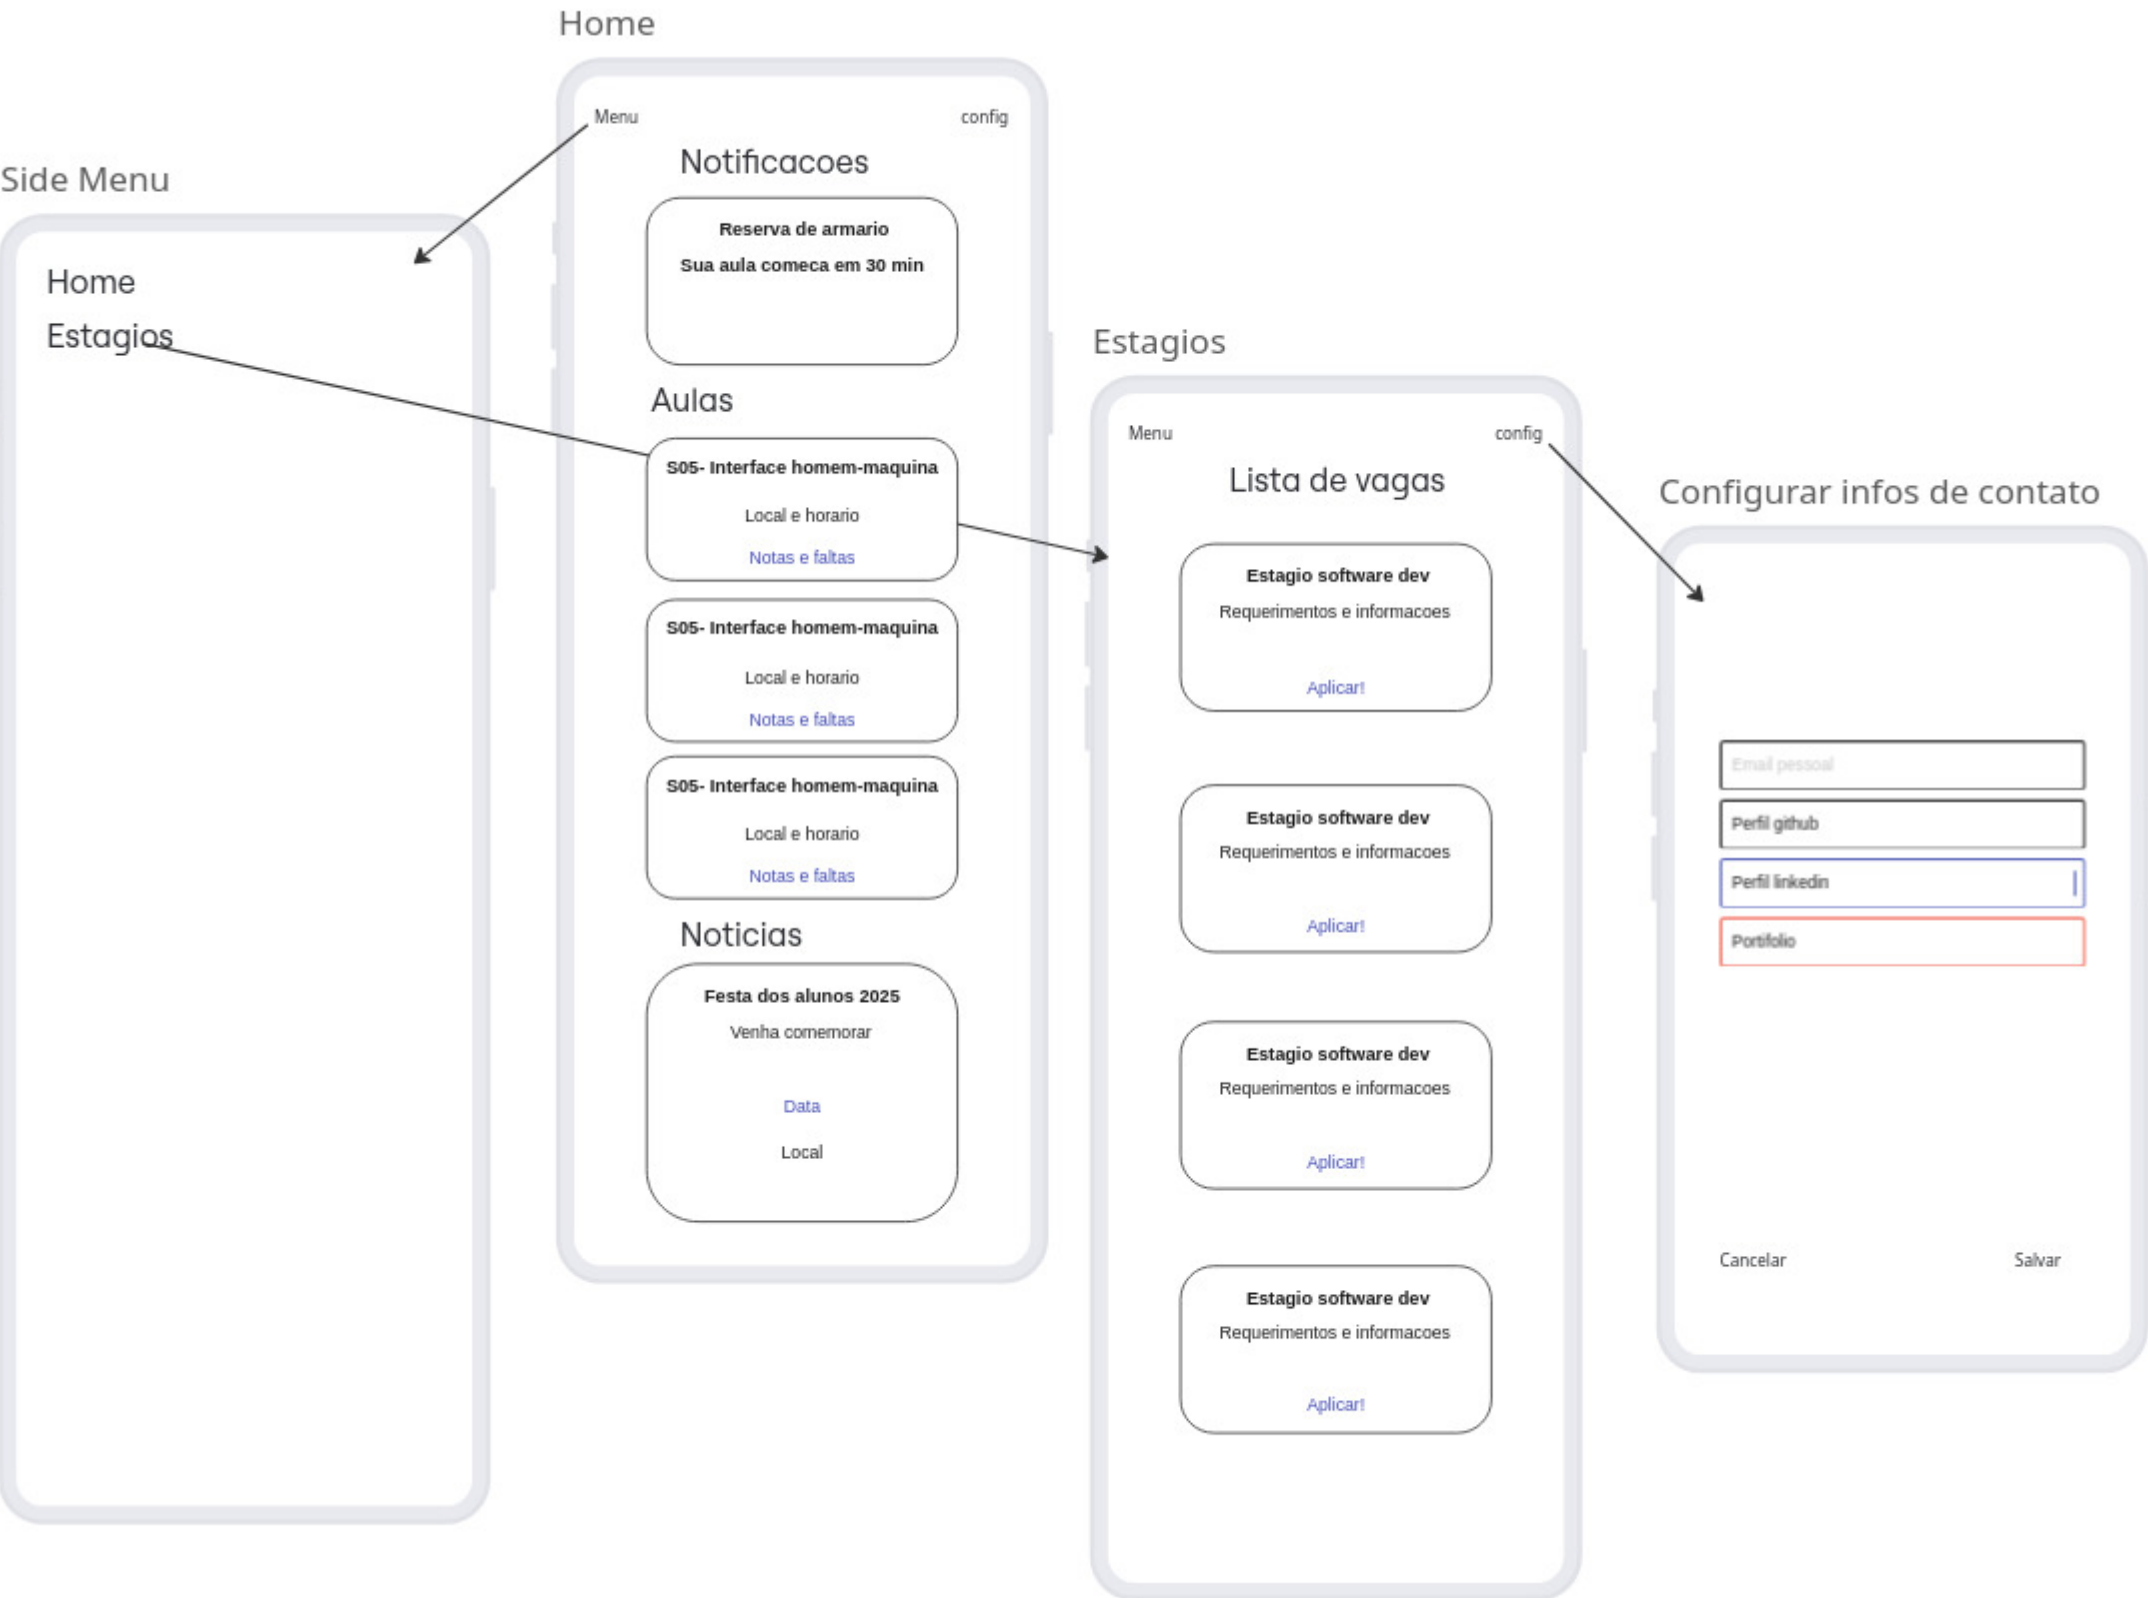 Side Menu
Home
Estagios
Home
Menu
config
Notificacoes
Reserva de armario
Sua aula comeca em 30 min
Aulas
S05- Interface homem-maquina
Local e horario
Notas e faltas
S05- Interface homem-maquina
Local e horario
Notas e faltas
S05- Interface homem-maquina
Local e horario
Notas e faltas
Noticias
Festa dos alunos 2025
Venha comemorar
Data
Local
Estagios
Menu
config
Lista de vagas
Estagio software dev
Requerimentos e informacoes
Aplicar!
Estagio software dev
Requerimentos e informacoes
Aplicar!
Estagio software dev
Requerimentos e informacoes
Aplicar!
Estagio software dev
Requerimentos e informacoes
Aplicar!
Configurar infos de contato
Email pessoal
Perfil github
Perfil linkedin
Portifolio
Cancelar
Salvar